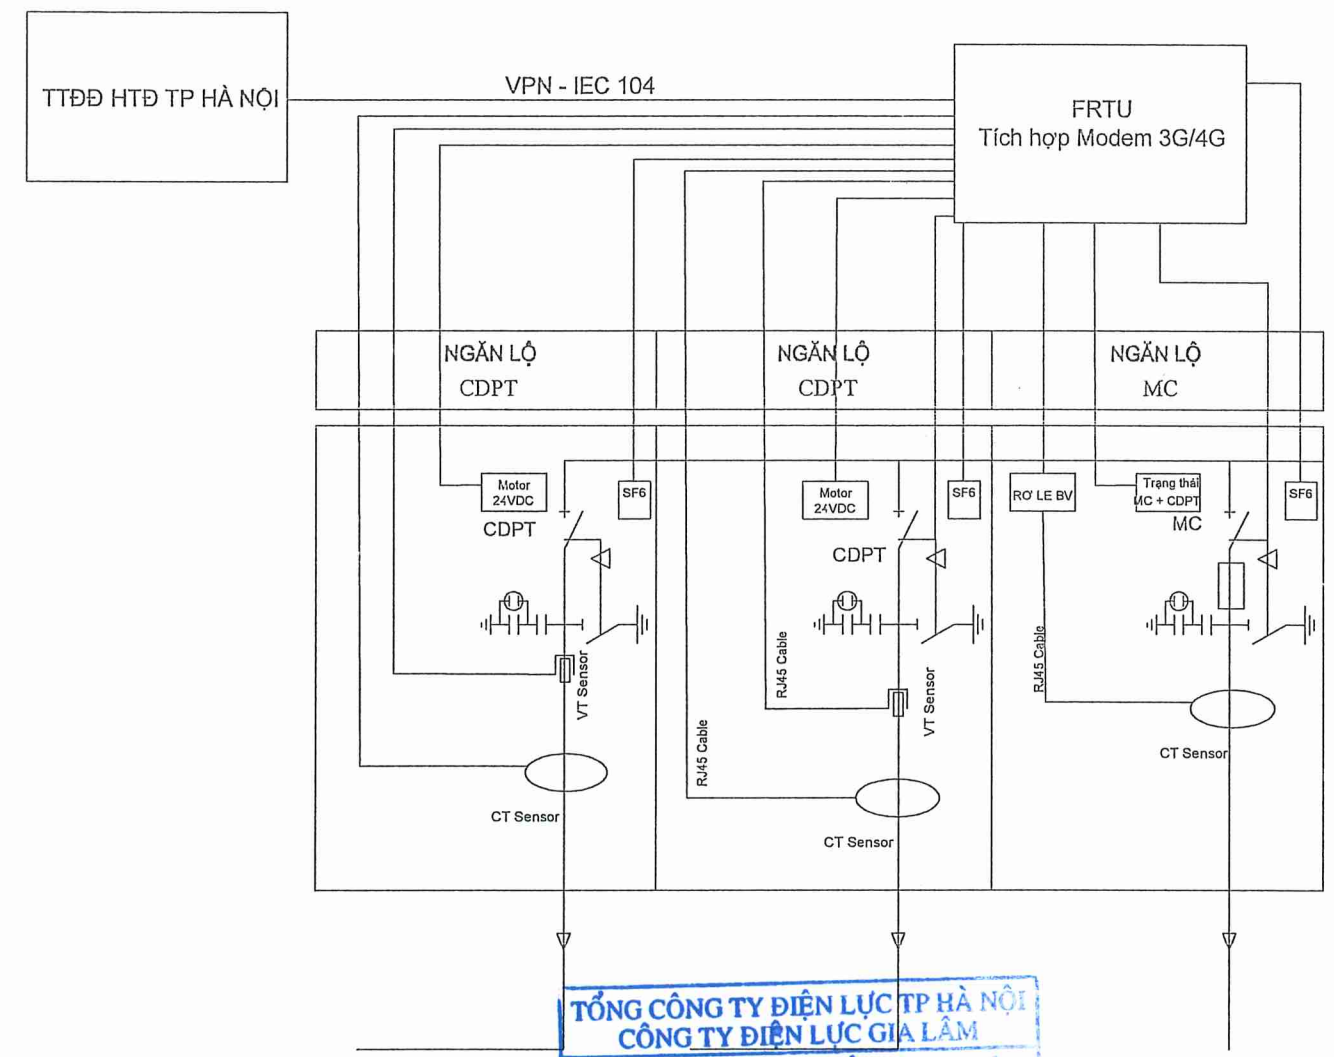 TTĐĐ HTĐ TP HÀ NỘI
VPN - IEC 104
FRTU
Tích hợp Modem 3G/4G
NGĂN LỘ
CDPT
NGĂN LỘ
CDPT
NGĂN LỘ
MC
Motor
24VDC
CDPT
SF6
VT Sensor
CT Sensor
Motor
24VDC
CDPT
SF6
RJ45 Cable
RJ45 Cable
VT Sensor
CT Sensor
RƠ LE BV
Trạng thái
MC + CDPT
MC
SF6
RJ45 Cable
CT Sensor
TỔNG CÔNG TY ĐIỆN LỰC TP HÀ NỘI
CÔNG TY ĐIỆN LỰC GIA LÂM